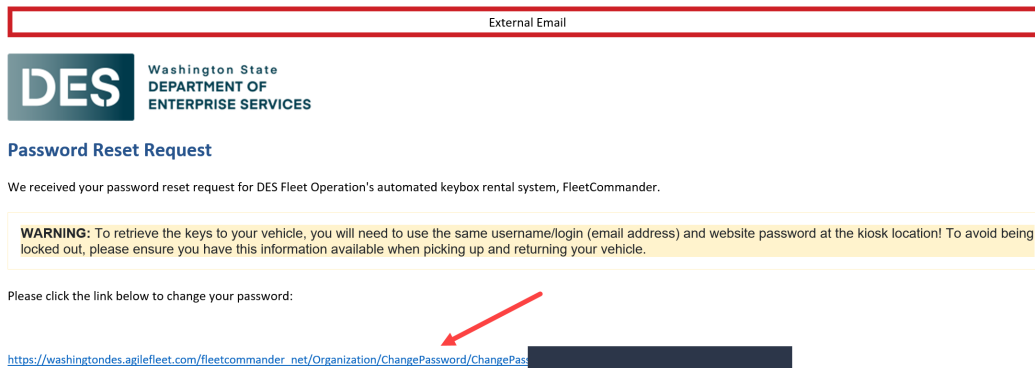 External Email
DES
Washington State
DEPARTMENT OF
ENTERPRISE SERVICES
Password Reset Request
We received your password reset request for DES Fleet Operation's automated keybox rental system, FleetCommander.
WARNING: To retrieve the keys to your vehicle, you will need to use the same username/login (email address) and website password at the kiosk location! To avoid being
locked out, please ensure you have this information available when picking up and returning your vehicle.
Please click the link below to change your password:
https://washingtondes.agilefleet.com/fleetcommander_net/Organization/ChangePassword/ChangePass